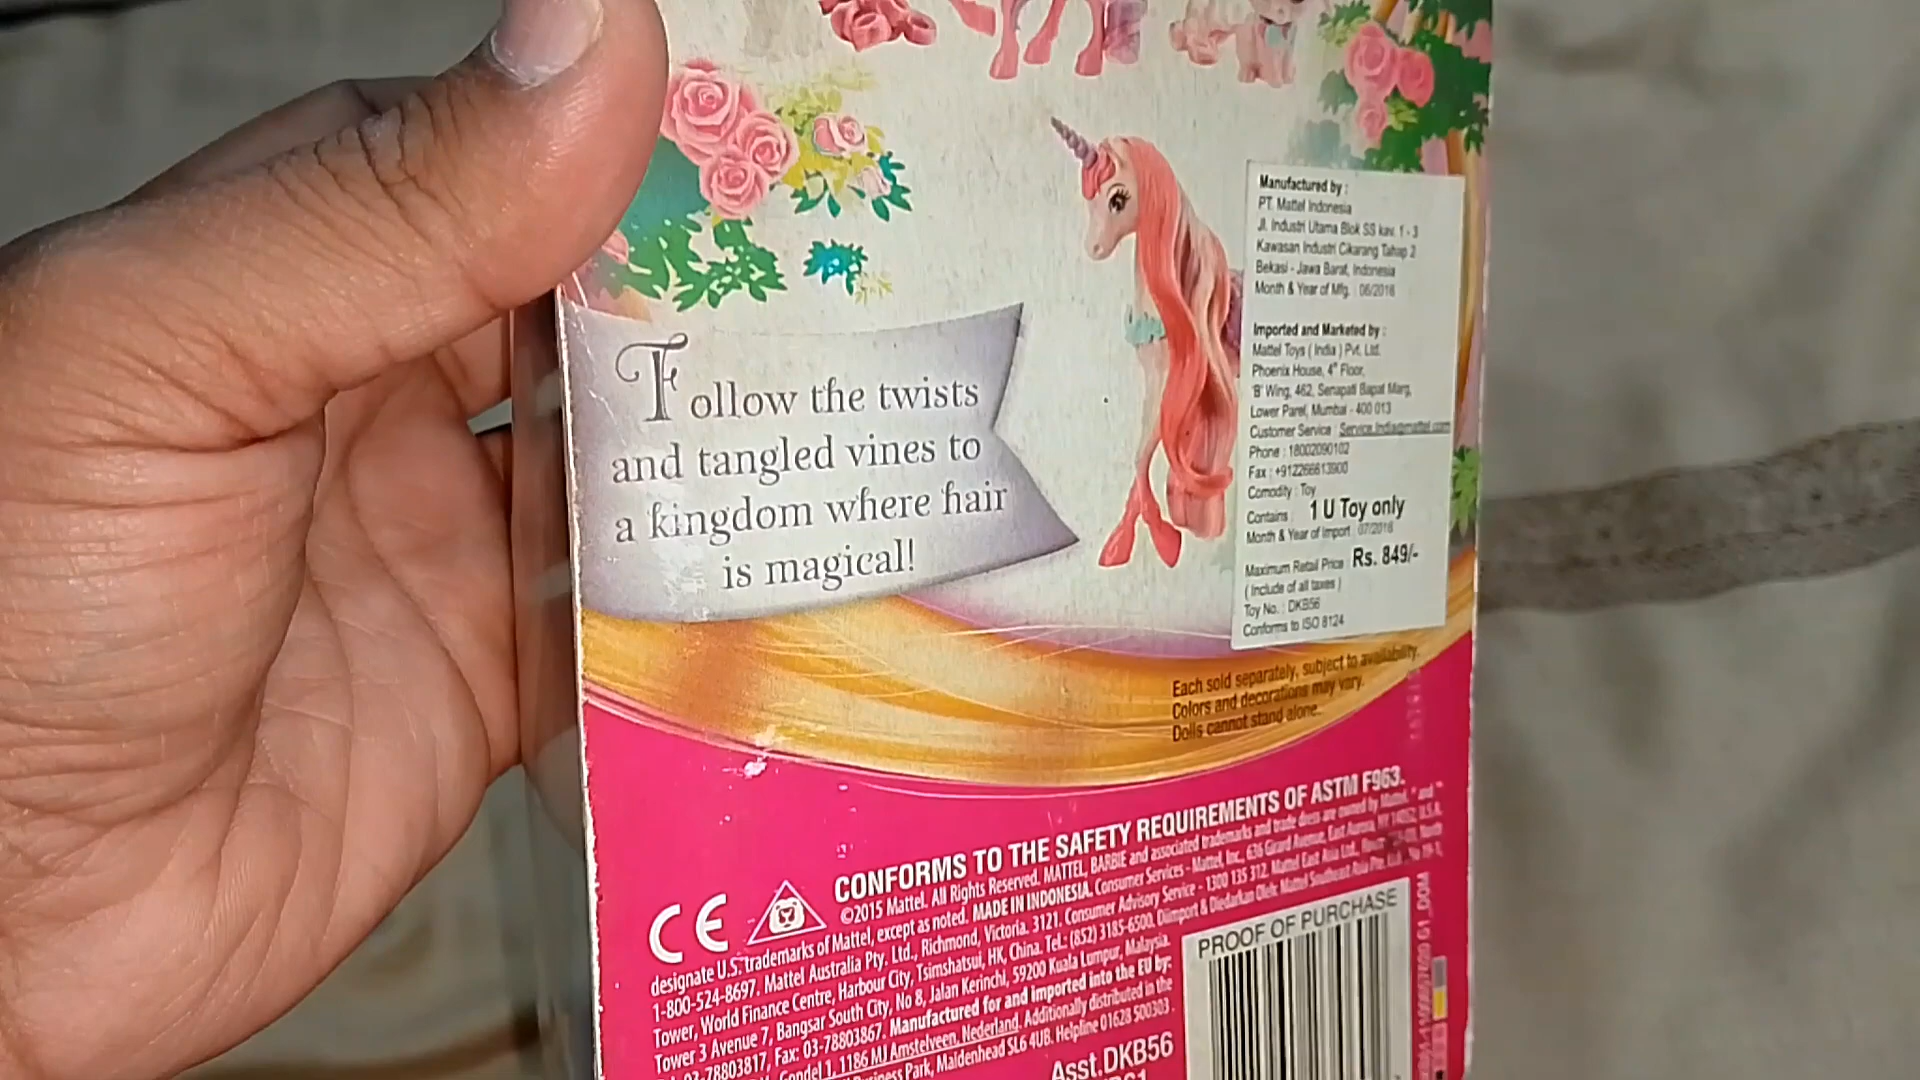 Follow the twists
and tangled vines to
a kingdom where hair
is magical!
Manufactured by :
PT. Mattel Indonesia
Jl. Industri Utama Blok SS kav. 1 - 3
Kawasan Industri Cikarang Tahap 2
Bekasi - Jawa Barat, Indonesia
Month & Year of Mfg. : 06/2016
Imported and Marketed by :
Mattel Toys ( India ) Pvt. Ltd.
Phoenix House, 4th Floor,
'B' Wing, 462, Senapati Bapat Marg,
Lower Parel, Mumbai - 400 013
Customer Service : Service.India@mattel.com
Phone : 18002090102
Fax : +912266613900
Comodity : Toy
Contains 1 U Toy only
Month & Year of Import : 07/2016
Maximum Retail Price Rs. 849/-
( Include of all taxes )
Toy No. : DKB56
Conforms to ISO 8124
Each sold separately, subject to availability.
Colors and decorations may vary.
Dolls cannot stand alone.
CE
CONFORMS TO THE SAFETY REQUIREMENTS OF ASTM F963.
©2015 Mattel. All Rights Reserved. MATTEL, BARBIE and associated trademarks and trade dress are owned by Mattel, and
designate U.S. trademarks of Mattel, except as noted. MADE IN INDONESIA. Consumer Services - Mattel, Inc., 636 Girard Avenue, East Aurora, NY 14052, U.S.A.
1-800-524-8697. Mattel Australia Pty. Ltd., Richmond, Victoria. 3121. Consumer Advisory Service - 1300 135 312. Mattel East Asia Ltd.,
Tower, World Finance Centre, Harbour City, Tsimshatsui, HK, China. Tel.: (852) 3185-6500. Diimport & Diedarkan Oleh: Mattel Southeast Asia Pte. Ltd.
Tower 3 Avenue 7, Bangsar South City, No 8, Jalan Kerinchi, 59200 Kuala Lumpur, Malaysia.
03-78803817, Fax: 03-78803867. Manufactured for and imported into the EU by:
Gondel 1, 1186 MJ Amstelveen, Nederland. Additionally distributed in the
Park, Maidenhead SL6 4UB. Helpline 01628 500303.
Asst.DKB56
PROOF OF PURCHASE